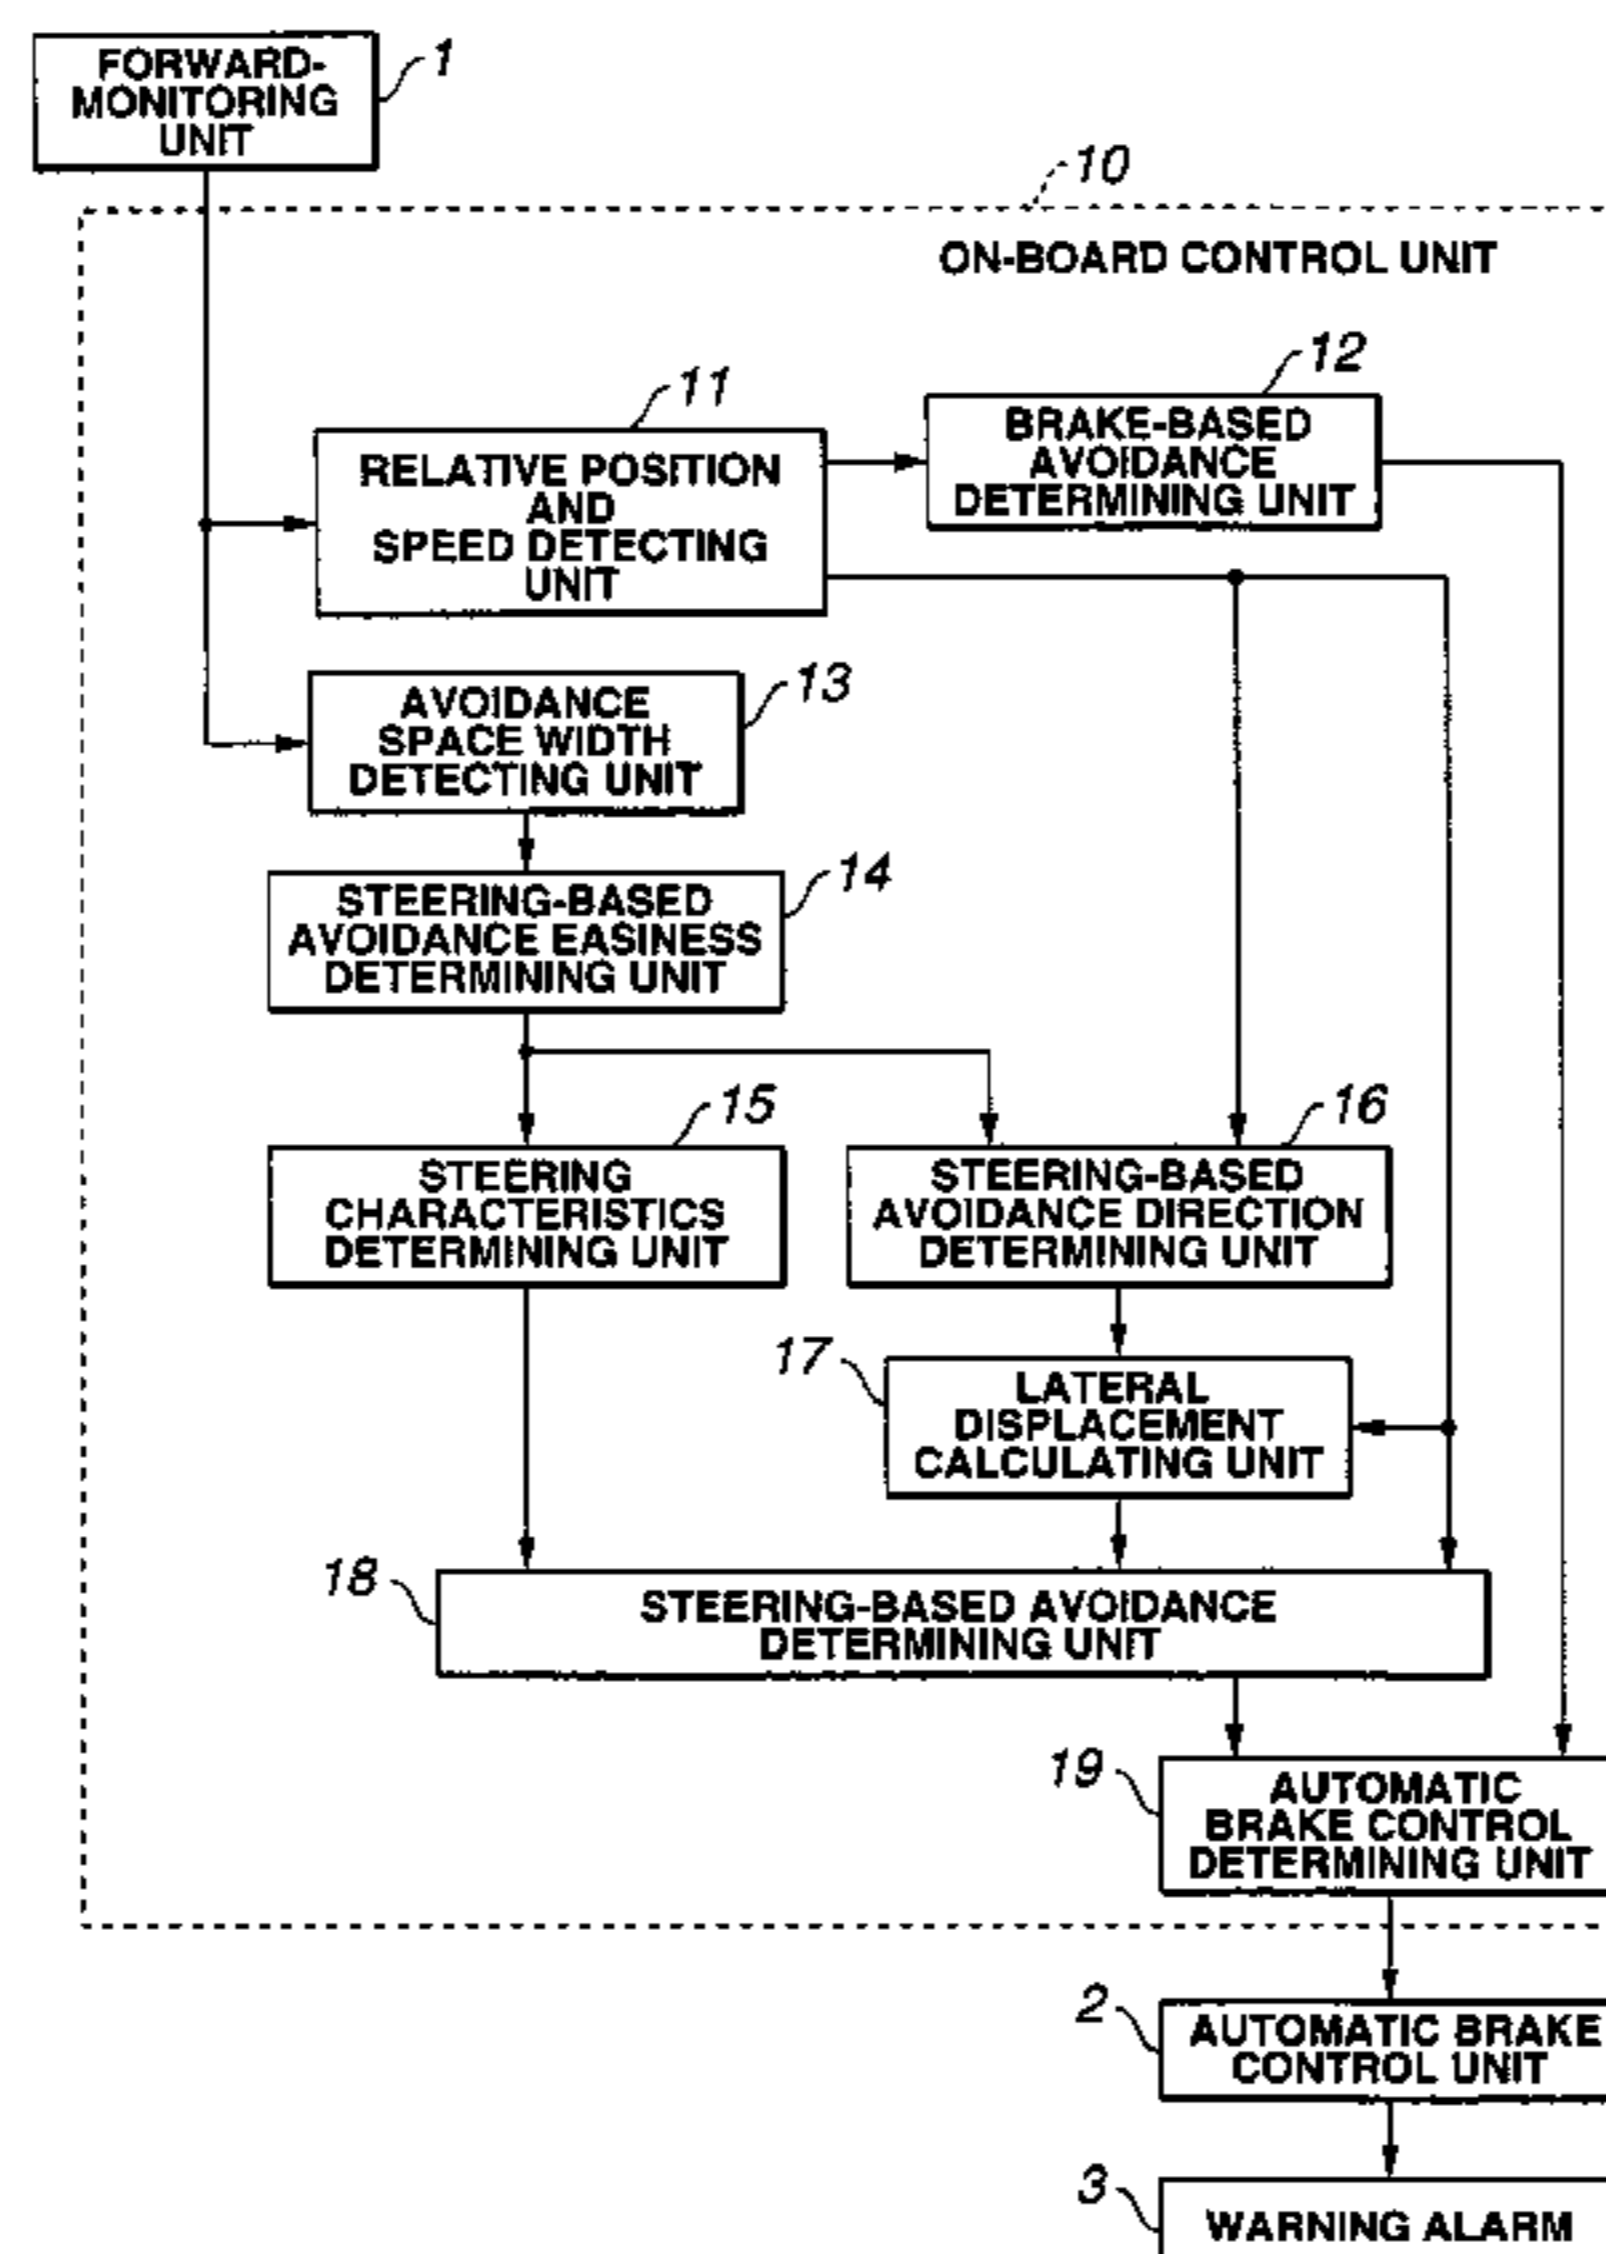 FORWARD-
MONITORING
UNIT
1
10
ON-BOARD CONTROL UNIT
11
RELATIVE POSITION
AND
SPEED DETECTING
UNIT
12
BRAKE-BASED
AVOIDANCE
DETERMINING UNIT
13
AVOIDANCE
SPACE WIDTH
DETECTING UNIT
14
STEERING-BASED
AVOIDANCE EASINESS
DETERMINING UNIT
15
STEERING
CHARACTERISTICS
DETERMINING UNIT
16
STEERING-BASED
AVOIDANCE DIRECTION
DETERMINING UNIT
17
LATERAL
DISPLACEMENT
CALCULATING UNIT
18
STEERING-BASED AVOIDANCE
DETERMINING UNIT
19
AUTOMATIC
BRAKE CONTROL
DETERMINING UNIT
2
AUTOMATIC BRAKE
CONTROL UNIT
3
WARNING ALARM